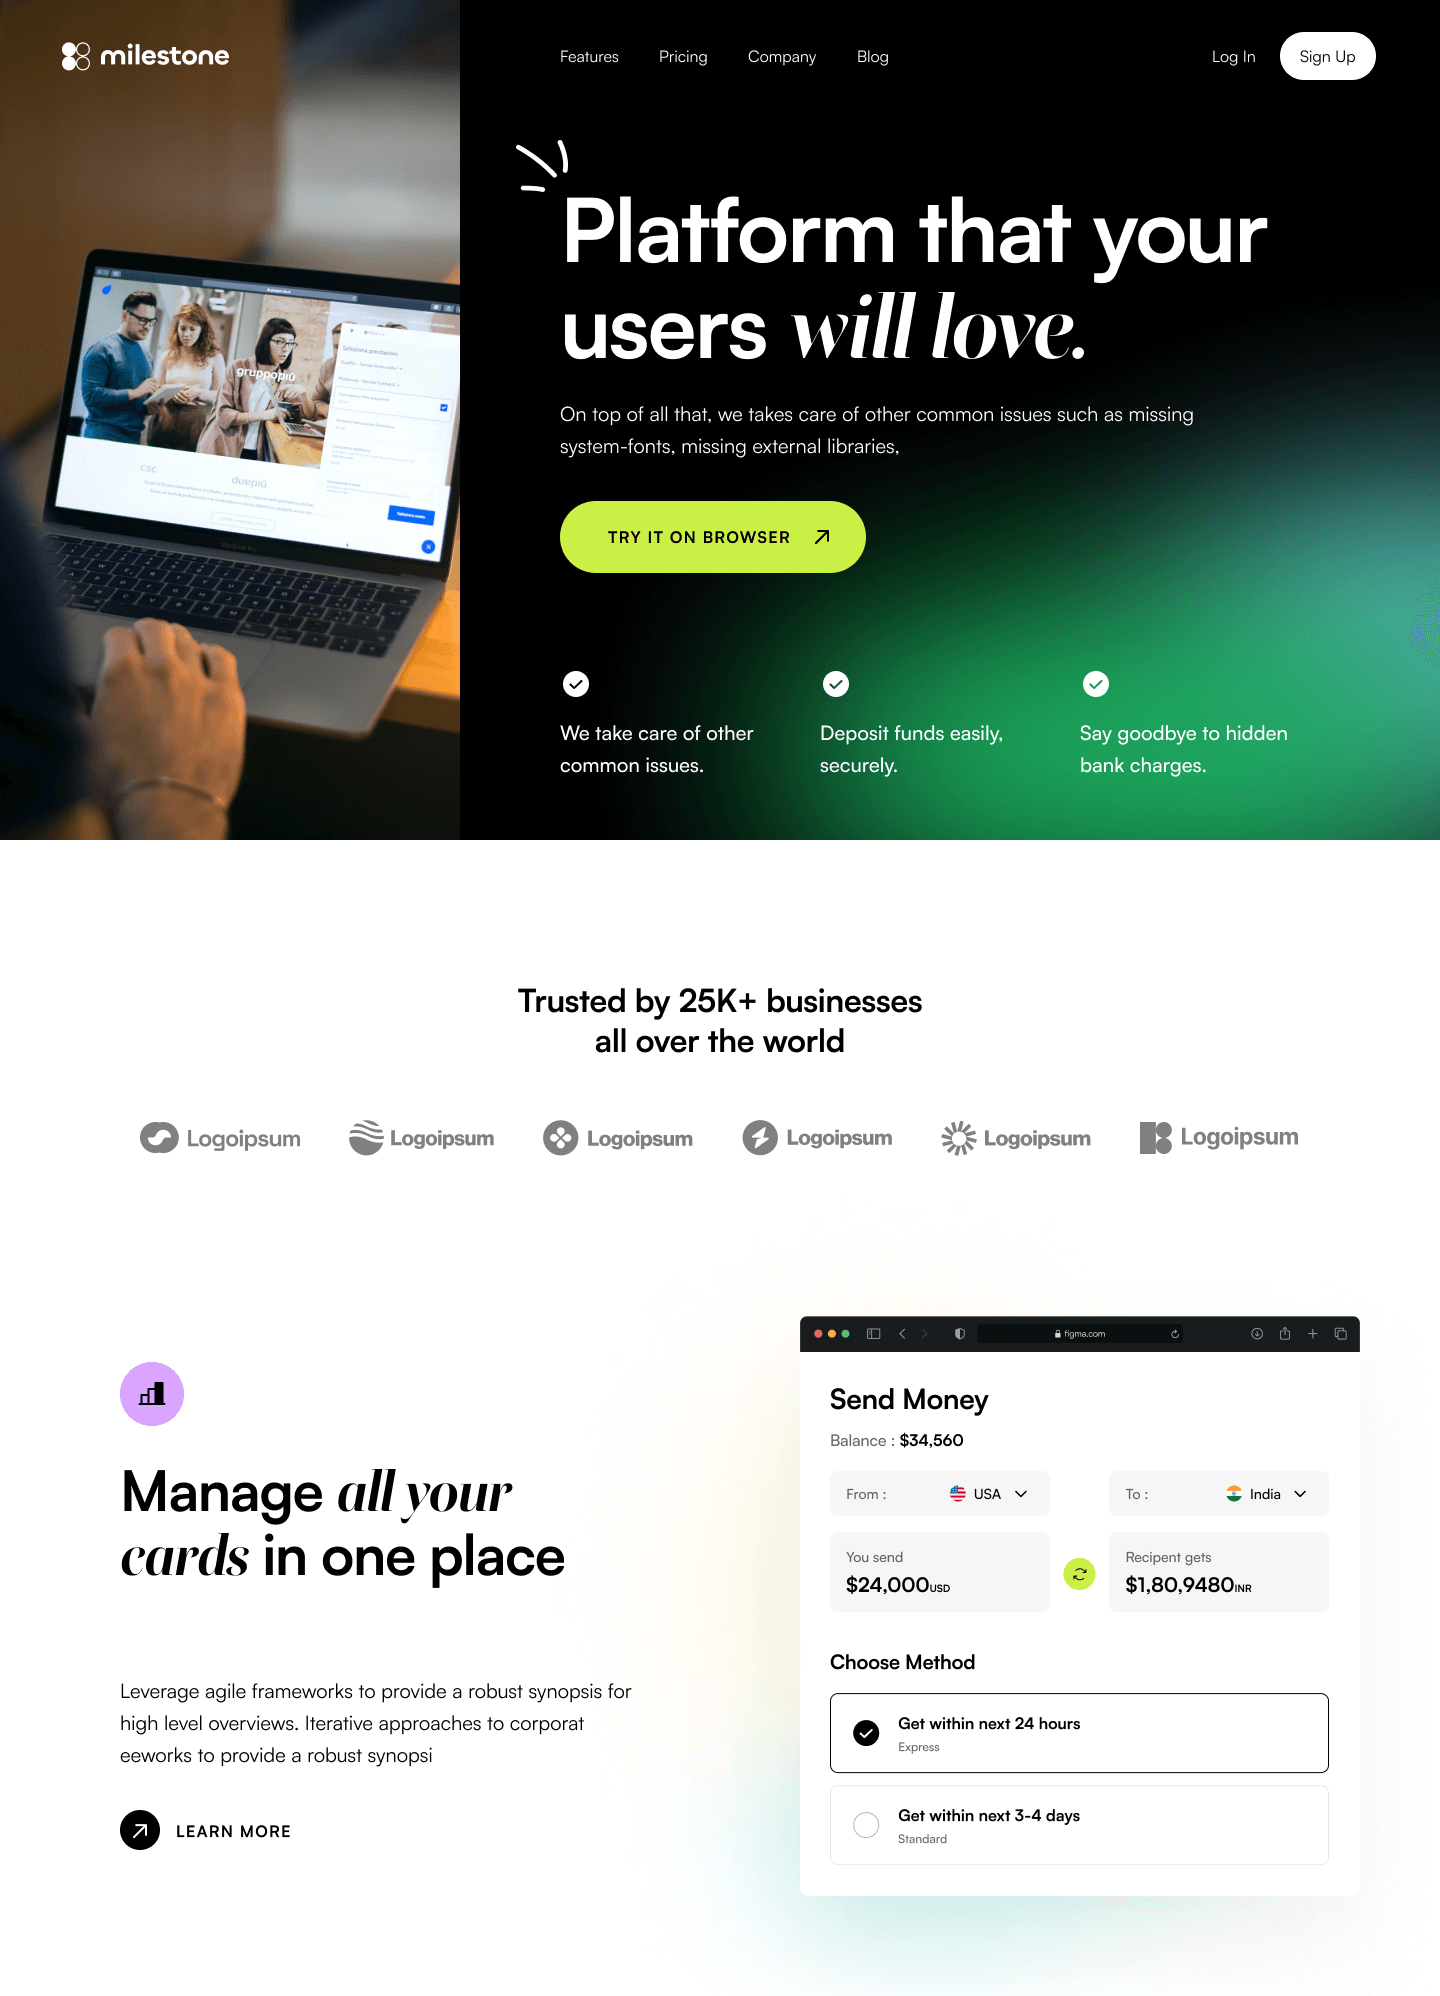 milestone
Features Pricing Company Blog Log In Sign Up
Platform that your
users will love.
On top of all that, we takes care of other common issues such as missing
system-fonts, missing external libraries,
TRY IT ON BROWSER
We take care of other
common issues.
Deposit funds easily,
securely.
Say goodbye to hidden
bank charges.
gruppopiù
Seleziona prestazioni
csc
duepiù
MacBook Pro
Trusted by 25K+ businesses
all over the world
Logoipsum Logoipsum Logoipsum Logoipsum Logoipsum Logoipsum
Manage all your
cards in one place
Leverage agile frameworks to provide a robust synopsis for
high level overviews. Iterative approaches to corporat
eeworks to provide a robust synopsi
LEARN MORE
figma.com
Send Money
Balance : $34,560
From : USA
To : India
You send
$24,000USD
Recipent gets
$1,80,9480INR
Choose Method
Get within next 24 hours
Express
Get within next 3-4 days
Standard